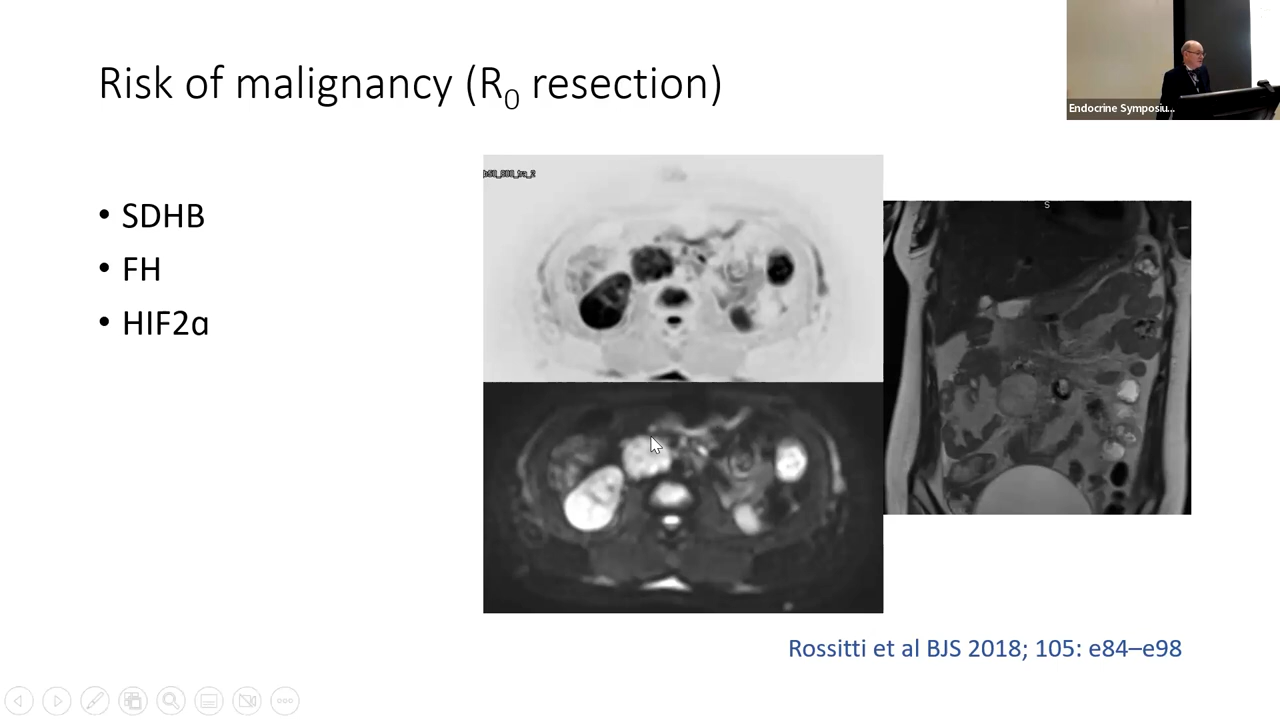 Risk of malignancy (R0 resection)
Endocrine Symposiu...
• SDHB
• FH
• HIF2α
S
Rossitti et al BJS 2018; 105: e84–e98